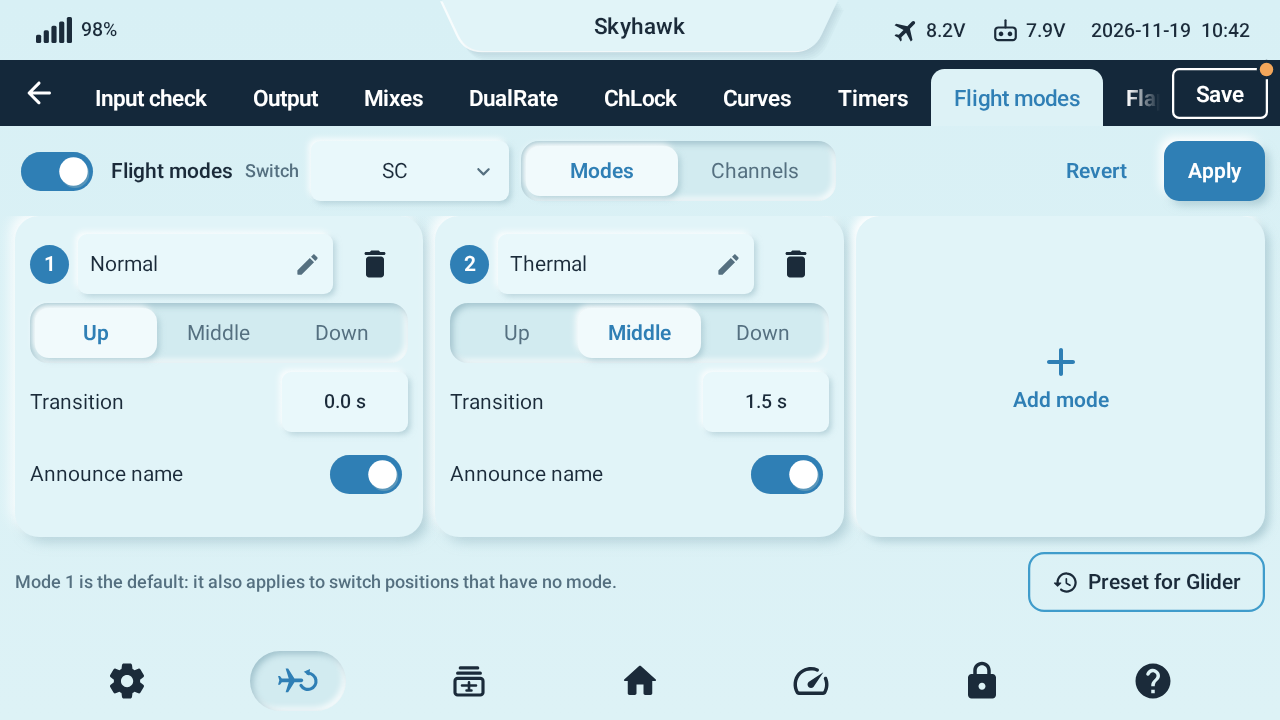 98%
Skyhawk
8.2V
7.9V
2026-11-19 10:42
Input check
Output
Mixes
DualRate
ChLock
Curves
Timers
Flight modes
Save
Flight modes
Switch
SC
Modes
Channels
Revert
Apply
1
Normal
2
Thermal
Up
Middle
Down
Up
Middle
Down
Transition
0.0 s
Transition
1.5 s
Add mode
Announce name
Announce name
Mode 1 is the default: it also applies to switch positions that have no mode.
Preset for Glider